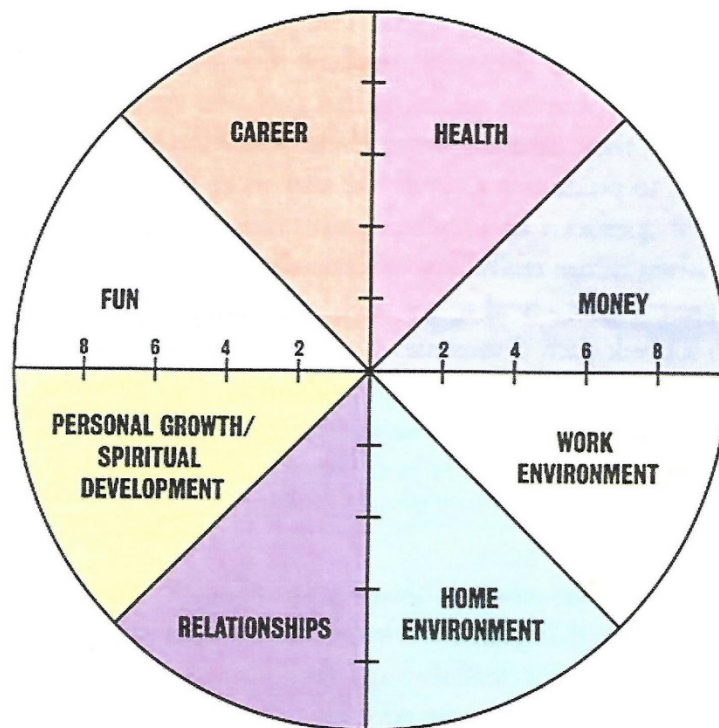 CAREER
HEALTH
FUN
MONEY
8 6 4 2 2 4 6 8
PERSONAL GROWTH/
SPIRITUAL
DEVELOPMENT
WORK
ENVIRONMENT
RELATIONSHIPS
HOME
ENVIRONMENT